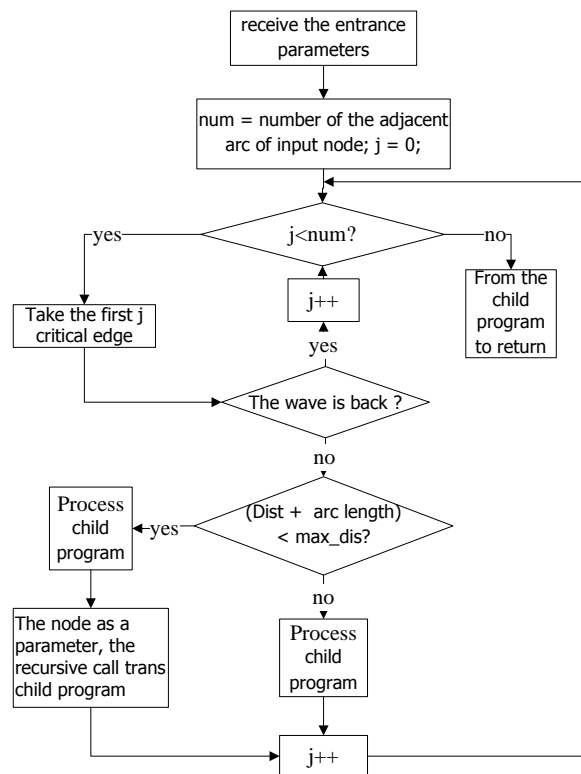 receive the entrance
parameters
num = number of the adjacent
arc of input node; j = 0;
j<num?
yes
no
Take the first j
critical edge
j++
From the
child
program
to return
yes
The wave is back ?
no
(Dist + arc length)
< max_dis?
yes
Process
child
program
no
The node as a
parameter, the
recursive call trans
child program
Process
child
program
j++